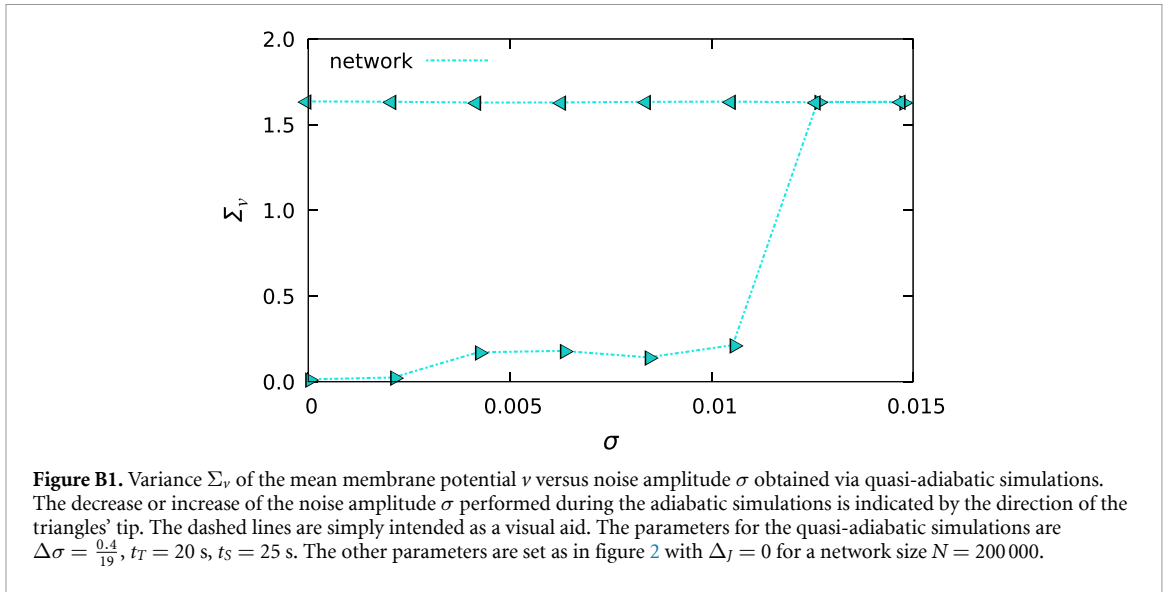 2.0
network
1.5
1.0
Σᵥ
0.5
0.0
0 0.005 0.01 0.015
σ
Figure B1. Variance Σᵥ of the mean membrane potential v versus noise amplitude σ obtained via quasi-adiabatic simulations.
The decrease or increase of the noise amplitude σ performed during the adiabatic simulations is indicated by the direction of the
triangles’ tip. The dashed lines are simply intended as a visual aid. The parameters for the quasi-adiabatic simulations are
Δσ = 0.4/19, t_T = 20 s, t_S = 25 s. The other parameters are set as in figure 2 with Δ_J = 0 for a network size N = 200 000.